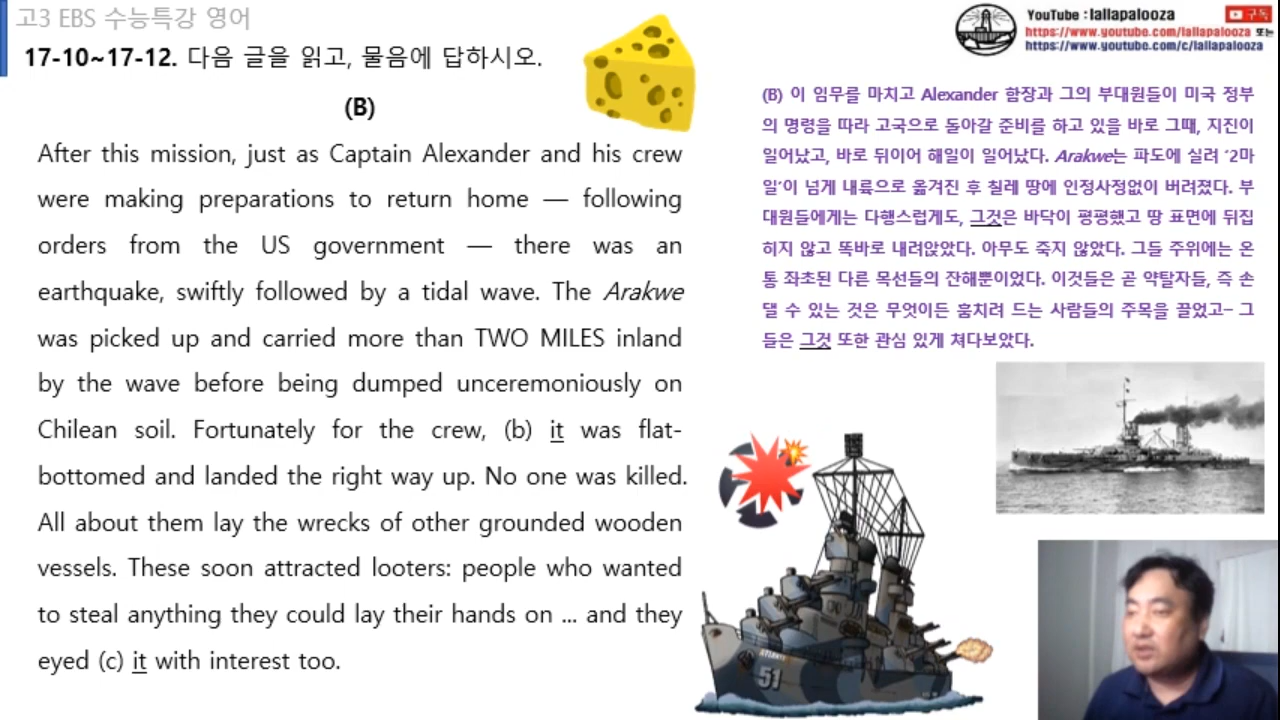 고3 EBS 수능특강 영어
17-10~17-12. 다음 글을 읽고, 물음에 답하시오.
(B)
After this mission, just as Captain Alexander and his crew
were making preparations to return home — following
orders from the US government — there was an
earthquake, swiftly followed by a tidal wave. The Arakwe
was picked up and carried more than TWO MILES inland
by the wave before being dumped unceremoniously on
Chilean soil. Fortunately for the crew, (b) it was flat-
bottomed and landed the right way up. No one was killed.
All about them lay the wrecks of other grounded wooden
vessels. These soon attracted looters: people who wanted
to steal anything they could lay their hands on ... and they
eyed (c) it with interest too.
YouTube : lallapalooza
구독
https://www.youtube.com/lallapalooza 또는
https://www.youtube.com/c/lallapalooza
(B) 이 임무를 마치고 Alexander 함장과 그의 부대원들이 미국 정부
의 명령을 따라 고국으로 돌아갈 준비를 하고 있을 바로 그때, 지진이
일어났고, 바로 뒤이어 해일이 일어났다. Arakwe는 파도에 실려 ‘2마
일’이 넘게 내륙으로 옮겨진 후 칠레 땅에 인정사정없이 버려졌다. 부
대원들에게는 다행스럽게도, 그것은 바닥이 평평했고 땅 표면에 뒤집
히지 않고 똑바로 내려앉았다. 아무도 죽지 않았다. 그들 주위에는 온
통 좌초된 다른 목선들의 잔해뿐이었다. 이것들은 곧 약탈자들, 즉 손
댈 수 있는 것은 무엇이든 훔치려 드는 사람들의 주목을 끌었고– 그
들은 그것 또한 관심 있게 쳐다보았다.
51